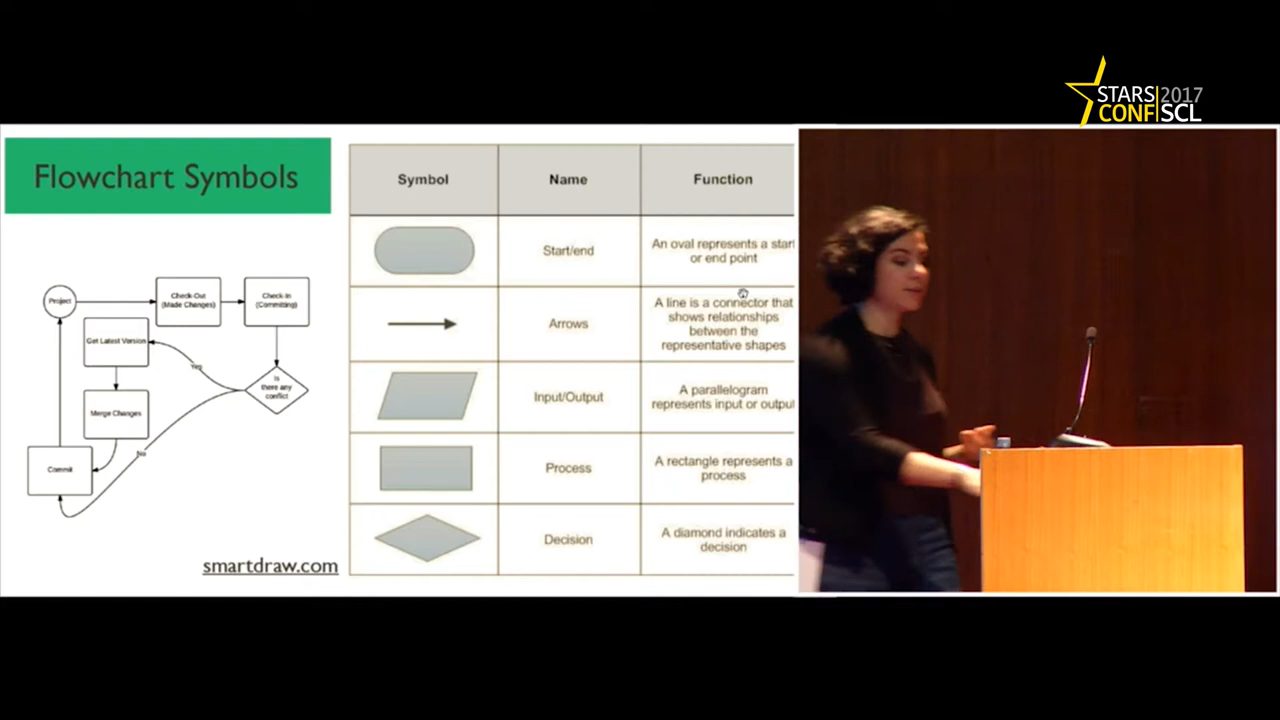 STARS 2017
CONF SCL
Flowchart Symbols
Project
Check-Out
(Made Changes)
Check-In
(Committing)
Get Latest Version
Yes
Is
there any
conflict
Merge Changes
No
Commit
smartdraw.com
Symbol Name Function
Start/end
An oval represents a start
or end point
Arrows
A line is a connector that
shows relationships
between the
representative shapes
Input/Output
A parallelogram
represents input or output
Process
A rectangle represents a
process
Decision
A diamond indicates a
decision